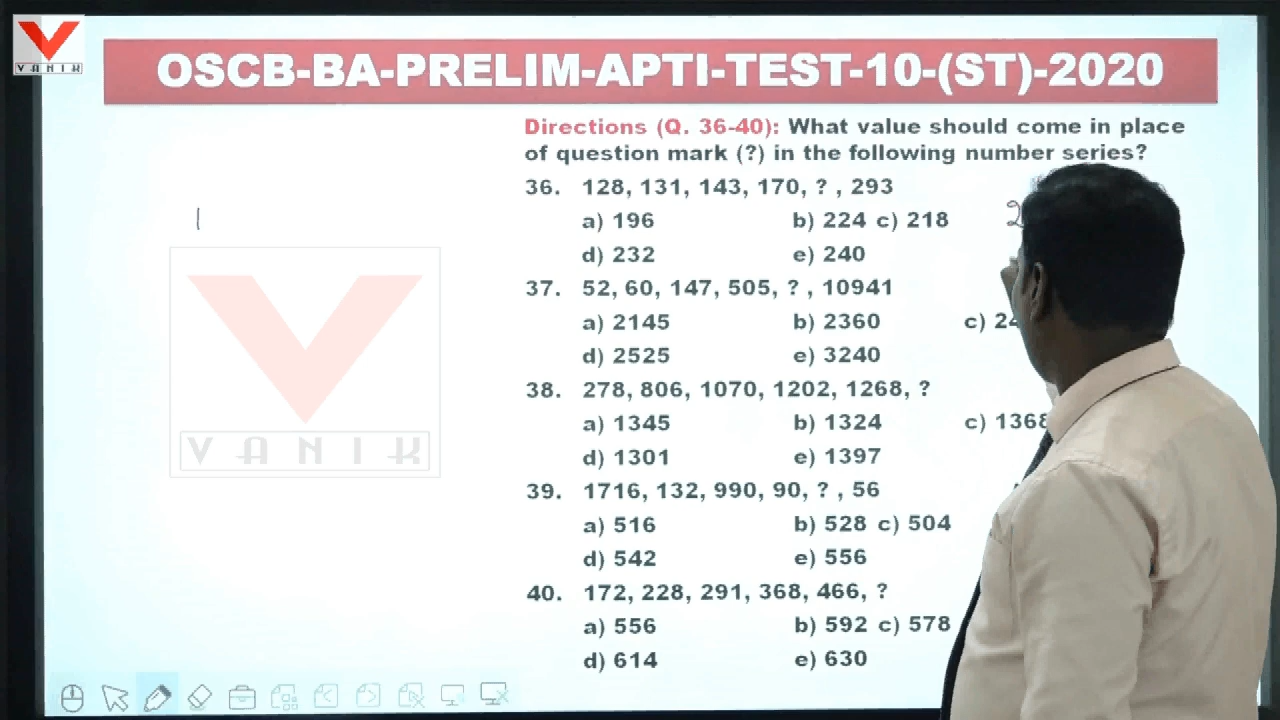 VANIK
OSCB-BA-PRELIM-APTI-TEST-10-(ST)-2020
Directions (Q. 36-40): What value should come in place
of question mark (?) in the following number series?
36. 128, 131, 143, 170, ? , 293
a) 196 b) 224 c) 218
d) 232 e) 240
37. 52, 60, 147, 505, ? , 10941
a) 2145 b) 2360 c)
d) 2525 e) 3240
38. 278, 806, 1070, 1202, 1268, ?
a) 1345 b) 1324 c) 1368
d) 1301 e) 1397
39. 1716, 132, 990, 90, ? , 56
a) 516 b) 528 c) 504
d) 542 e) 556
40. 172, 228, 291, 368, 466, ?
a) 556 b) 592 c) 578
d) 614 e) 630
VANIK